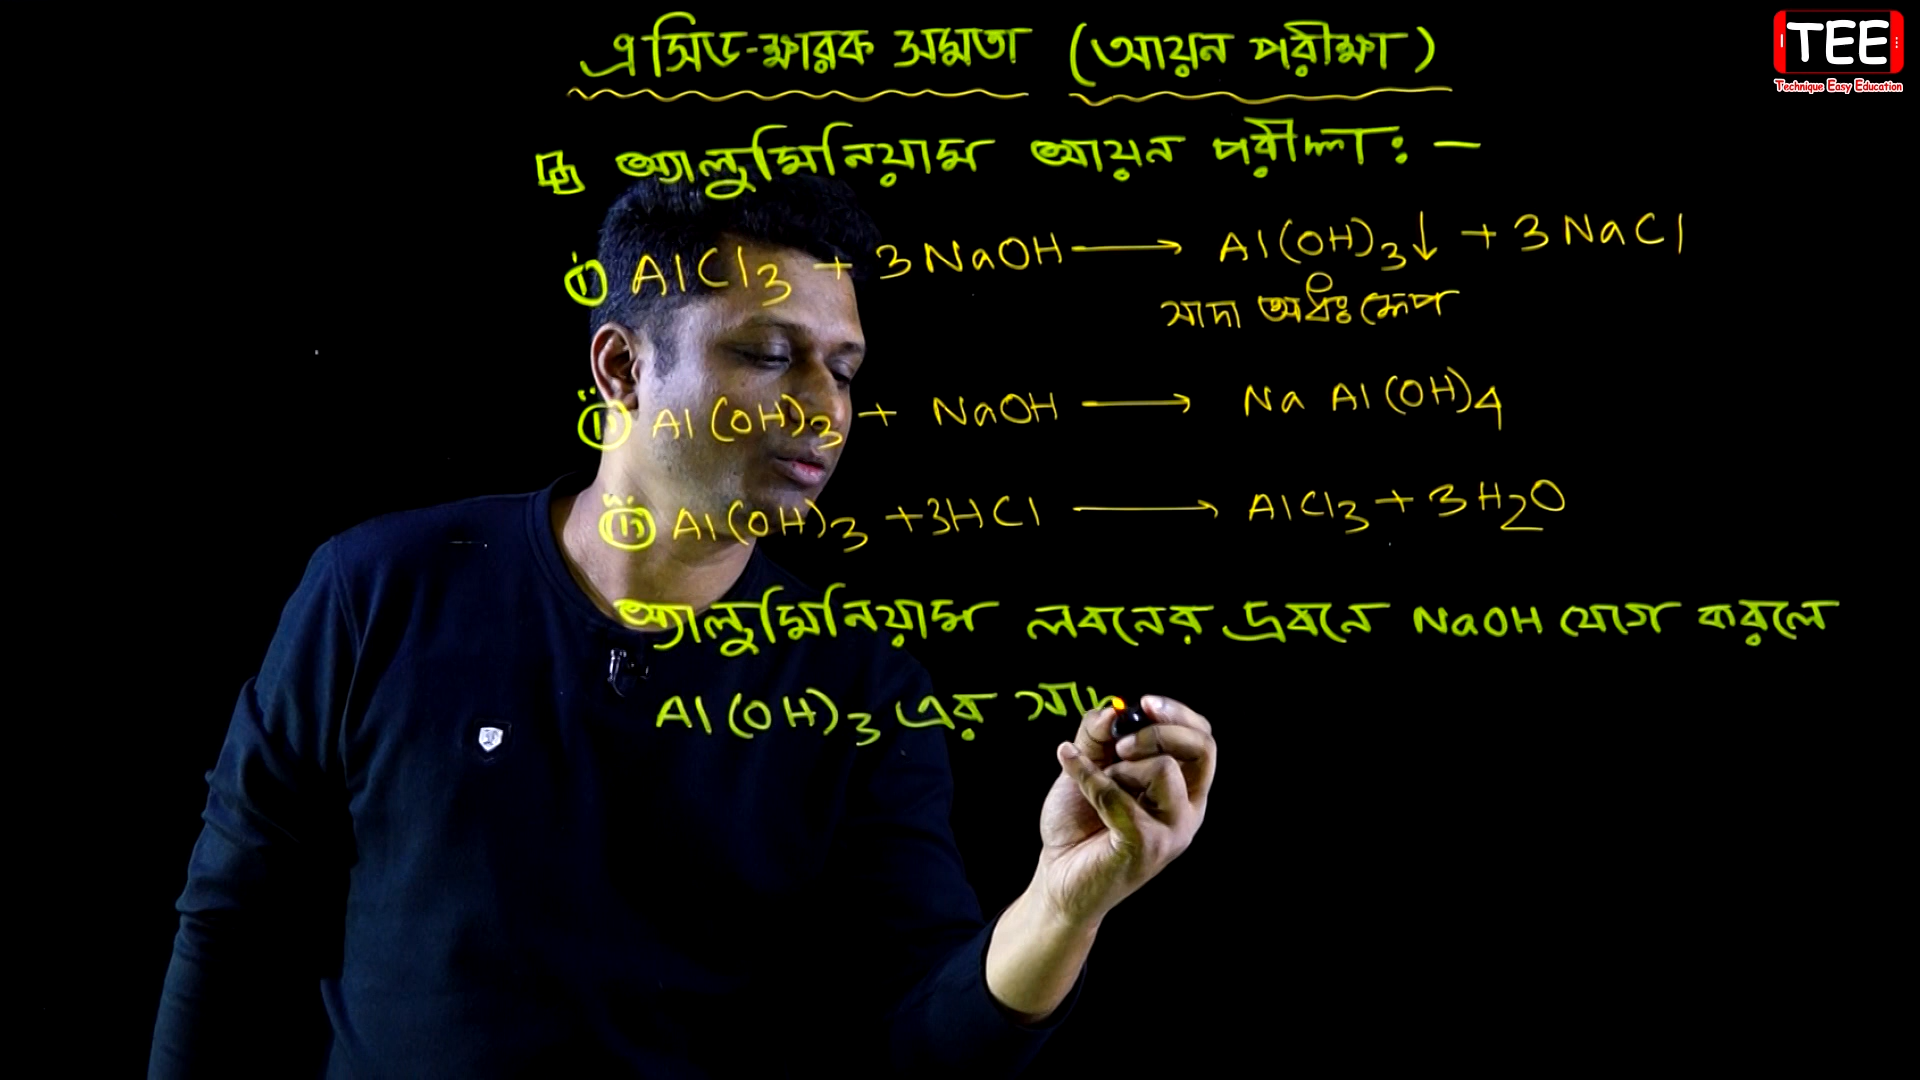 এসিড-ক্ষারক সমতা (আয়ন পরীক্ষা)
TEE
Technique Easy Education
অ্যালুমিনিয়াম আয়ন পরীক্ষা: -
i) AlCl3 + 3NaOH ⟶ Al(OH)3↓ + 3NaCl
সাদা অধঃক্ষেপ
ii) Al(OH)3 + NaOH ⟶ Na Al(OH)4
iii) Al(OH)3 + 3HCl ⟶ AlCl3 + 3H2O
অ্যালুমিনিয়াম লবনের দ্রবনে NaOH যোগ করলে
Al(OH)3 এর